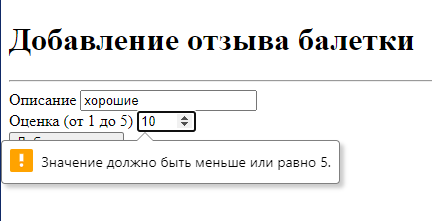 Добавление отзыва балетки
Описание хорошие
Оценка (от 1 до 5) 10
Значение должно быть меньше или равно 5.